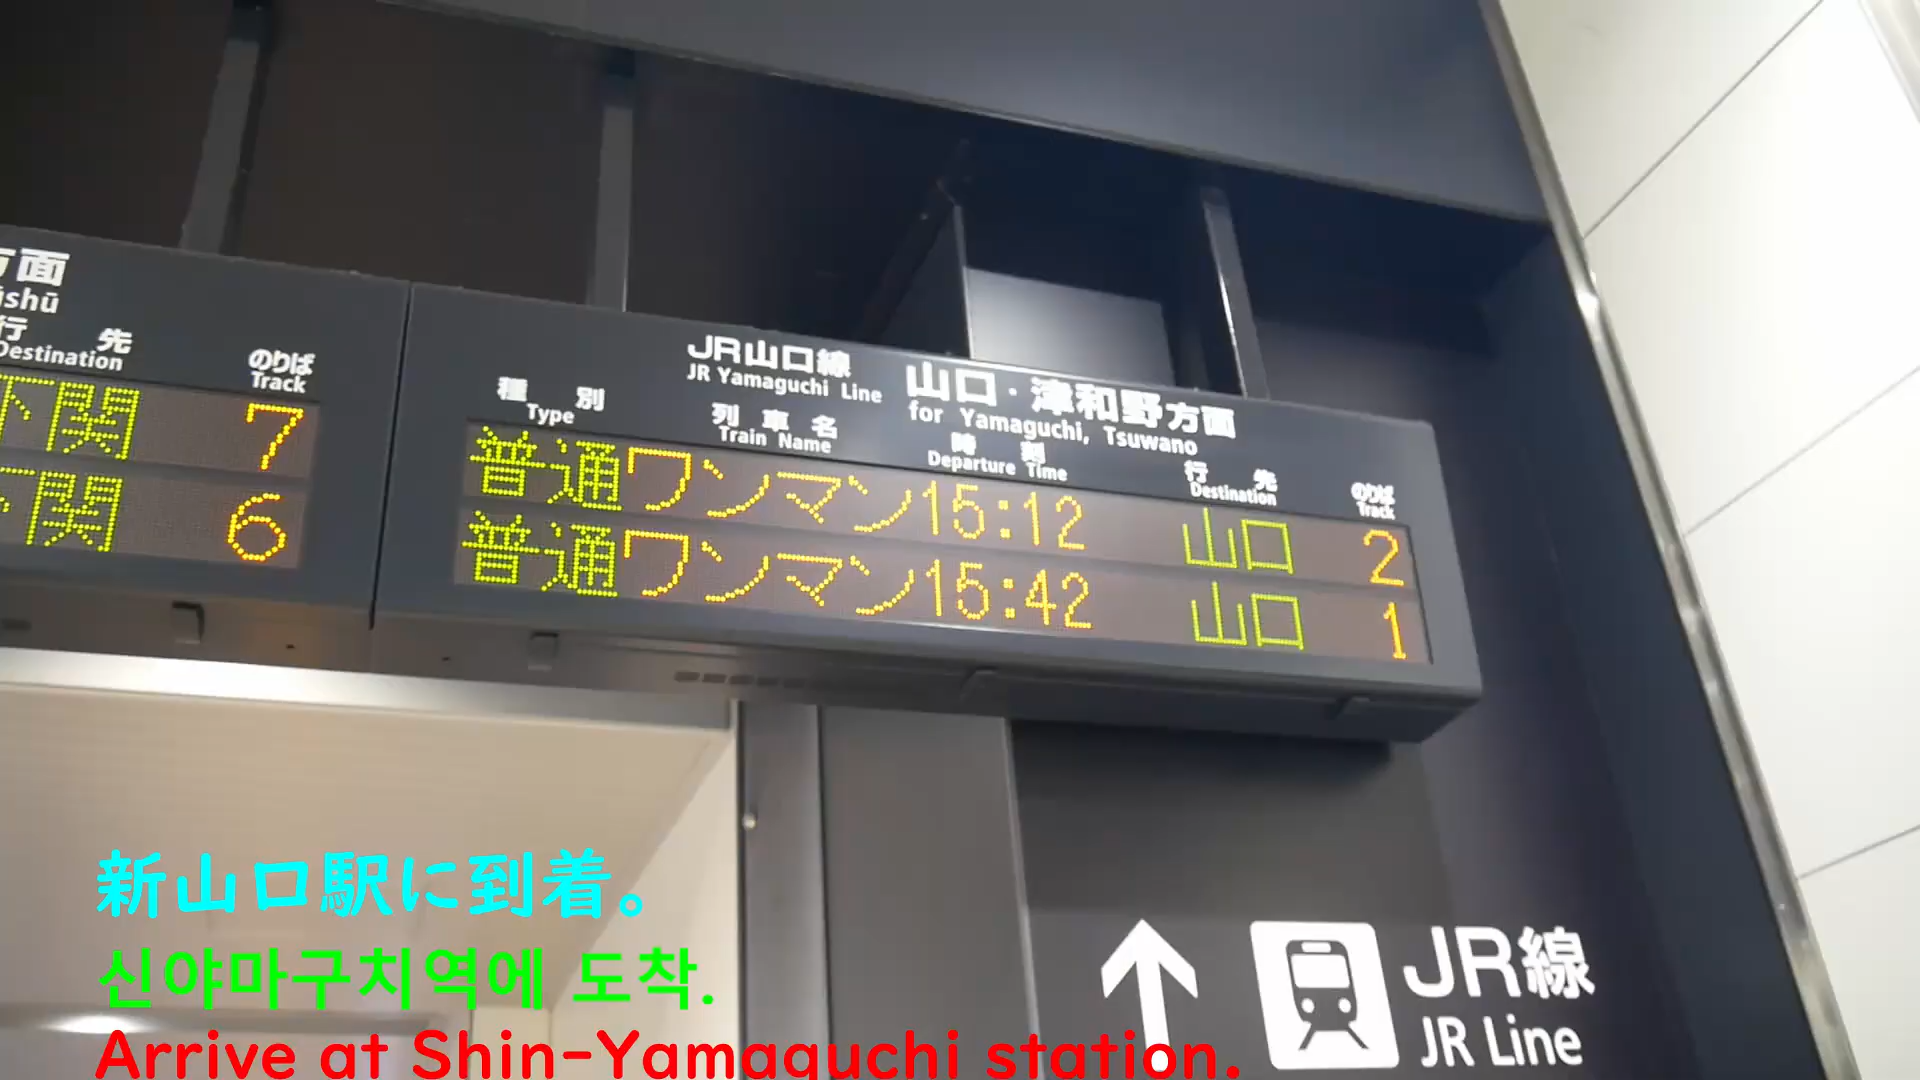 方面
行先
Destination
のりば
Track
下関 7
下関 6
JR山口線
JR Yamaguchi Line
山口・津和野方面
for Yamaguchi, Tsuwano
種別
Type
列車名
Train Name
時刻
Departure Time
行先
Destination
のりば
Track
普通 ワンマン 15:12 山口 2
普通 ワンマン 15:42 山口 1
JR線
JR Line
新山口駅に到着。
신야마구치역에 도착.
Arrive at Shin-Yamaguchi station.